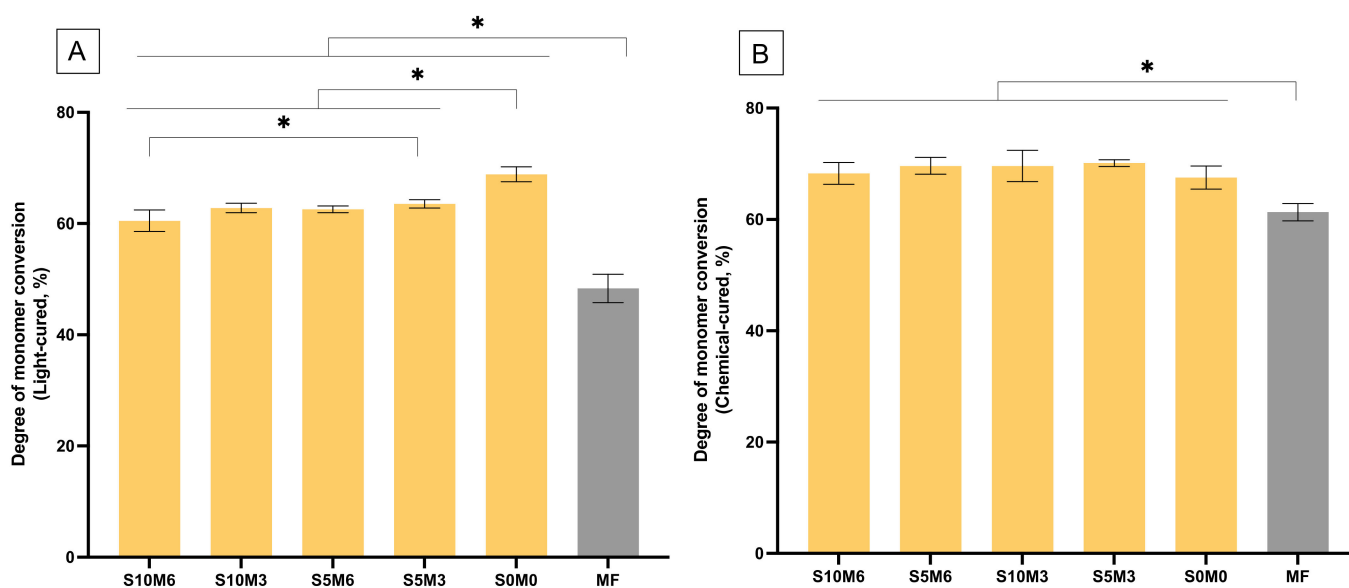 A
*
*
*
80
60
40
20
0
Degree of monomer conversion
(Light-cured, %)
S10M6 S10M3 S5M6 S5M3 S0M0 MF
B
*
80
60
40
20
0
Degree of monomer conversion
(Chemical-cured, %)
S10M6 S5M6 S10M3 S5M3 S0M0 MF